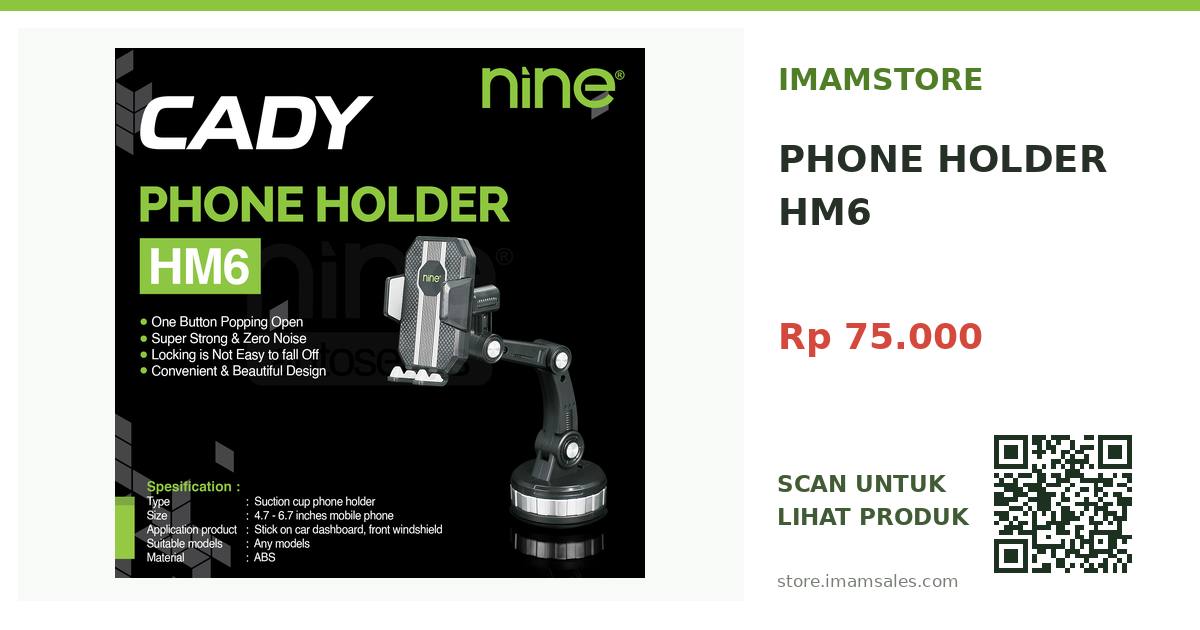 nine®
CADY
PHONE HOLDER
HM6
One Button Popping Open
Super Strong & Zero Noise
Locking is Not Easy to fall Off
Convenient & Beautiful Design
nine®
Spesification :
Type : Suction cup phone holder
Size : 4.7 - 6.7 inches mobile phone
Application product : Stick on car dashboard, front windshield
Suitable models : Any models
Material : ABS
IMAMSTORE
PHONE HOLDER
HM6
Rp 75.000
SCAN UNTUK
LIHAT PRODUK
store.imamsales.com